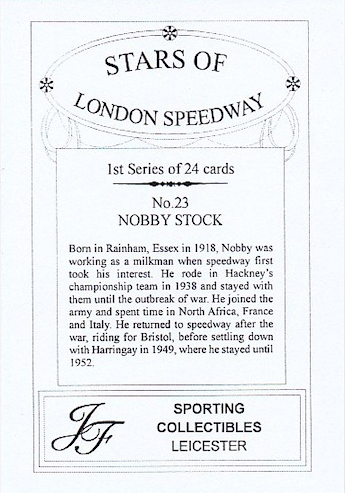 STARS OF
LONDON SPEEDWAY
1st Series of 24 cards
No.23
NOBBY STOCK
Born in Rainham, Essex in 1918, Nobby was
working as a milkman when speedway first
took his interest. He rode in Hackney's
championship team in 1938 and stayed with
them until the outbreak of war. He joined the
army and spent time in North Africa, France
and Italy. He returned to speedway after the
war, riding for Bristol, before settling down
with Harringay in 1949, where he stayed until
1952.
JF
SPORTING
COLLECTIBLES
LEICESTER